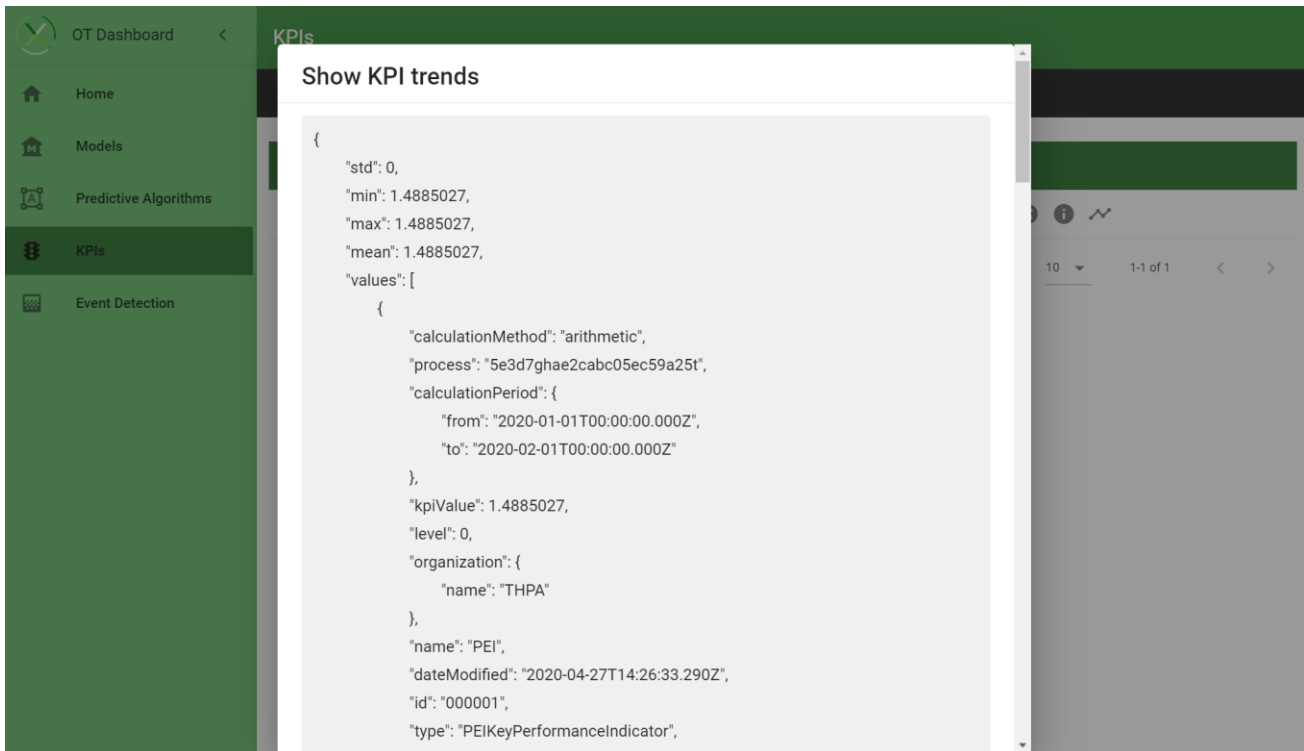 OT Dashboard
KPIs
Home
Models
Predictive Algorithms
KPIs
Event Detection
Show KPI trends
{
"std": 0,
"min": 1.4885027,
"max": 1.4885027,
"mean": 1.4885027,
"values": [
{
"calculationMethod": "arithmetic",
"process": "5e3d7ghae2cabc05ec59a25t",
"calculationPeriod": {
"from": "2020-01-01T00:00:00.000Z",
"to": "2020-02-01T00:00:00.000Z"
},
"kpiValue": 1.4885027,
"level": 0,
"organization": {
"name": "THPA"
},
"name": "PEI",
"dateModified": "2020-04-27T14:26:33.290Z",
"id": "000001",
"type": "PEIKeyPerformanceIndicator",
10
1-1 of 1